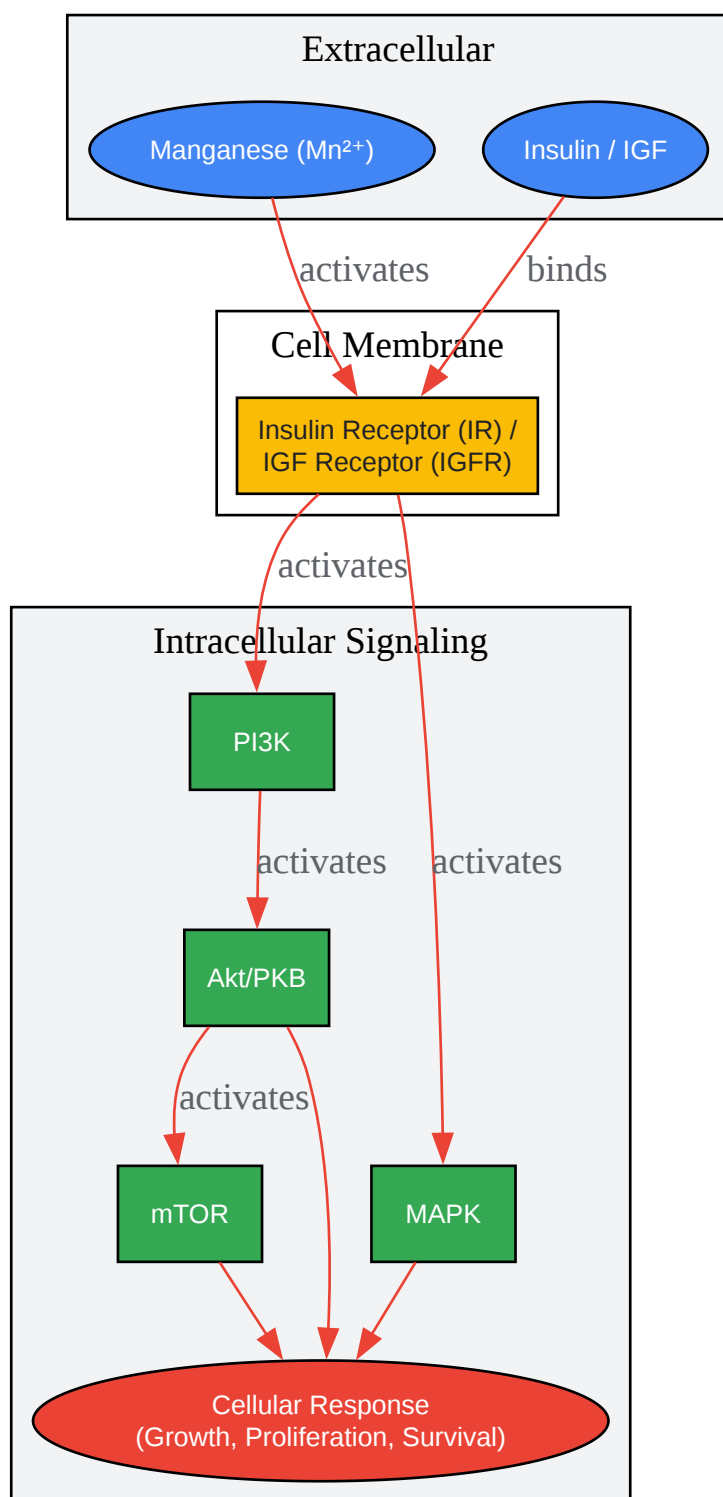 Extracellular
Manganese (Mn²⁺)
Insulin / IGF
activates
binds
Cell Membrane
Insulin Receptor (IR) /
IGF Receptor (IGFR)
activates
Intracellular Signaling
PI3K
activates
activates
Akt/PKB
activates
mTOR
MAPK
Cellular Response
(Growth, Proliferation, Survival)